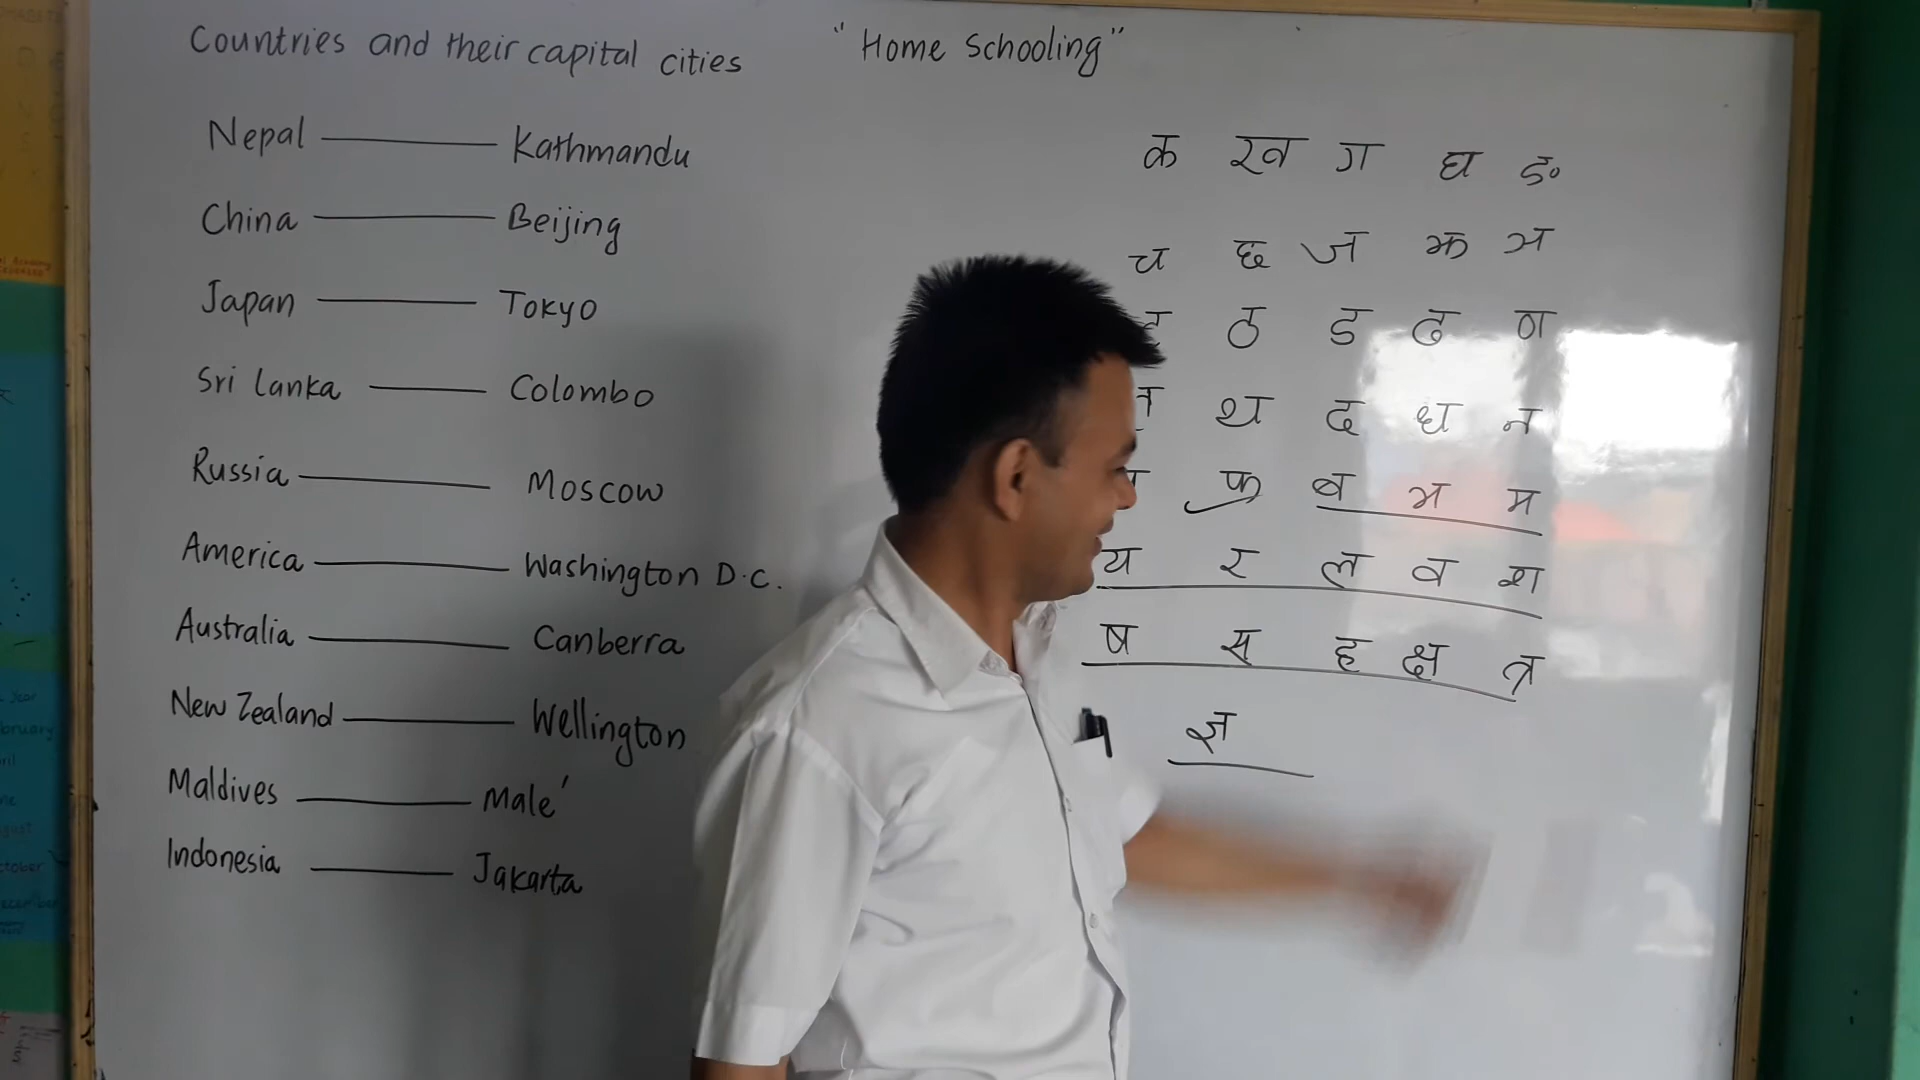 Countries and their capital cities
Nepal ——— Kathmandu
China ——— Beijing
Japan ——— Tokyo
Sri Lanka ——— Colombo
Russia ——— Moscow
America ——— Washington D.C.
Australia ——— Canberra
New Zealand ——— Wellington
Maldives ——— Male'
Indonesia ——— Jakarta
"Home Schooling"
क ख ग घ ङ
च छ ज झ ञ
ठ ड ढ ण
थ द ध न
फ ब भ म
य र ल व श
ष स ह क्ष त्र
ज्ञ